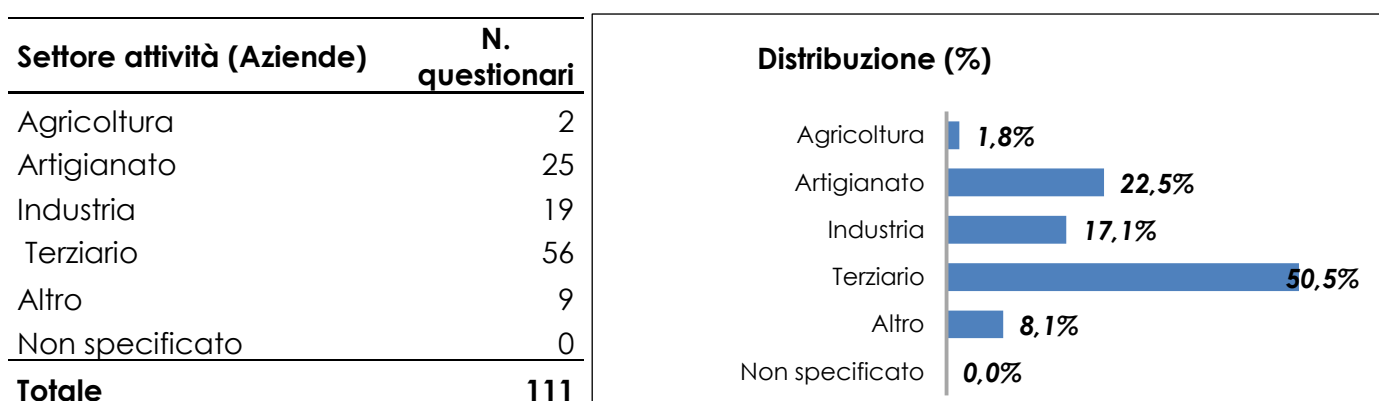 Settore attività (Aziende) N. questionari
Agricoltura 2
Artigianato 25
Industria 19
Terziario 56
Altro 9
Non specificato 0
Totale 111
Distribuzione (%)
Agricoltura 1,8%
Artigianato 22,5%
Industria 17,1%
Terziario 50,5%
Altro 8,1%
Non specificato 0,0%